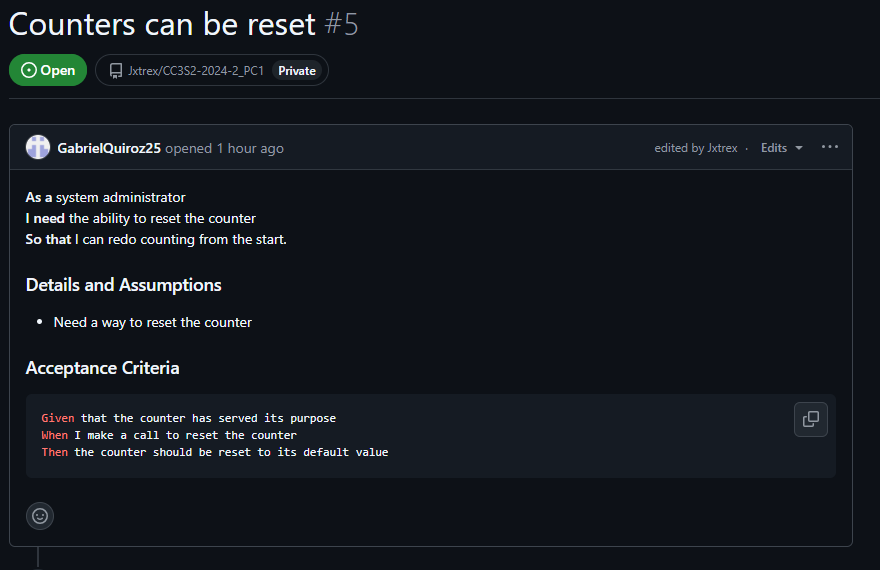 Counters can be reset #5
Open
Jxtrex/CC3S2-2024-2_PC1 Private
GabrielQuiroz25 opened 1 hour ago
edited by Jxtrex · Edits
As a system administrator
I need the ability to reset the counter
So that I can redo counting from the start.
Details and Assumptions
• Need a way to reset the counter
Acceptance Criteria
Given that the counter has served its purpose
When I make a call to reset the counter
Then the counter should be reset to its default value